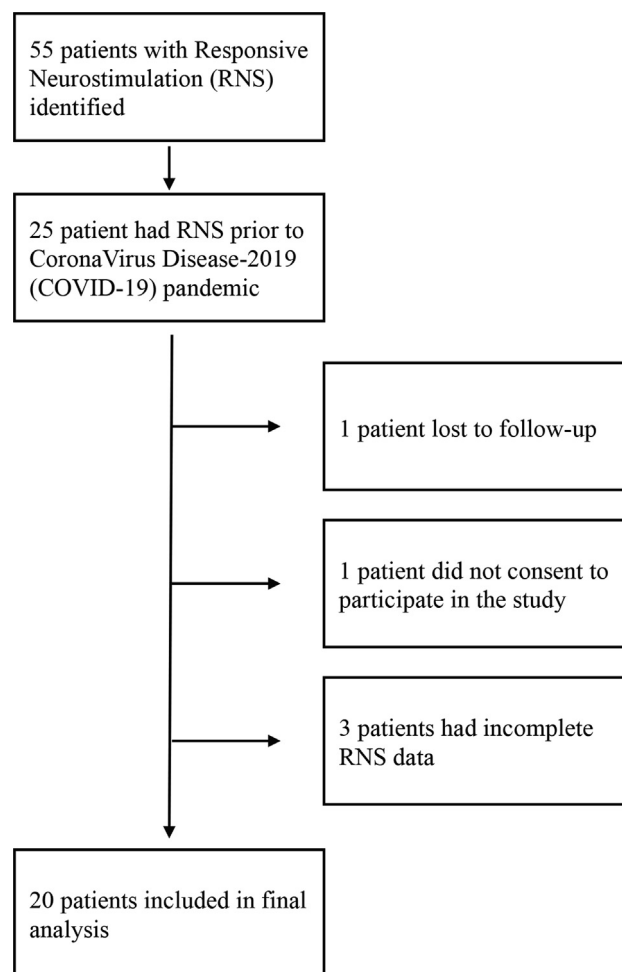 55 patients with Responsive
Neurostimulation (RNS)
identified
25 patient had RNS prior to
CoronaVirus Disease-2019
(COVID-19) pandemic
1 patient lost to follow-up
1 patient did not consent to
participate in the study
3 patients had incomplete
RNS data
20 patients included in final
analysis